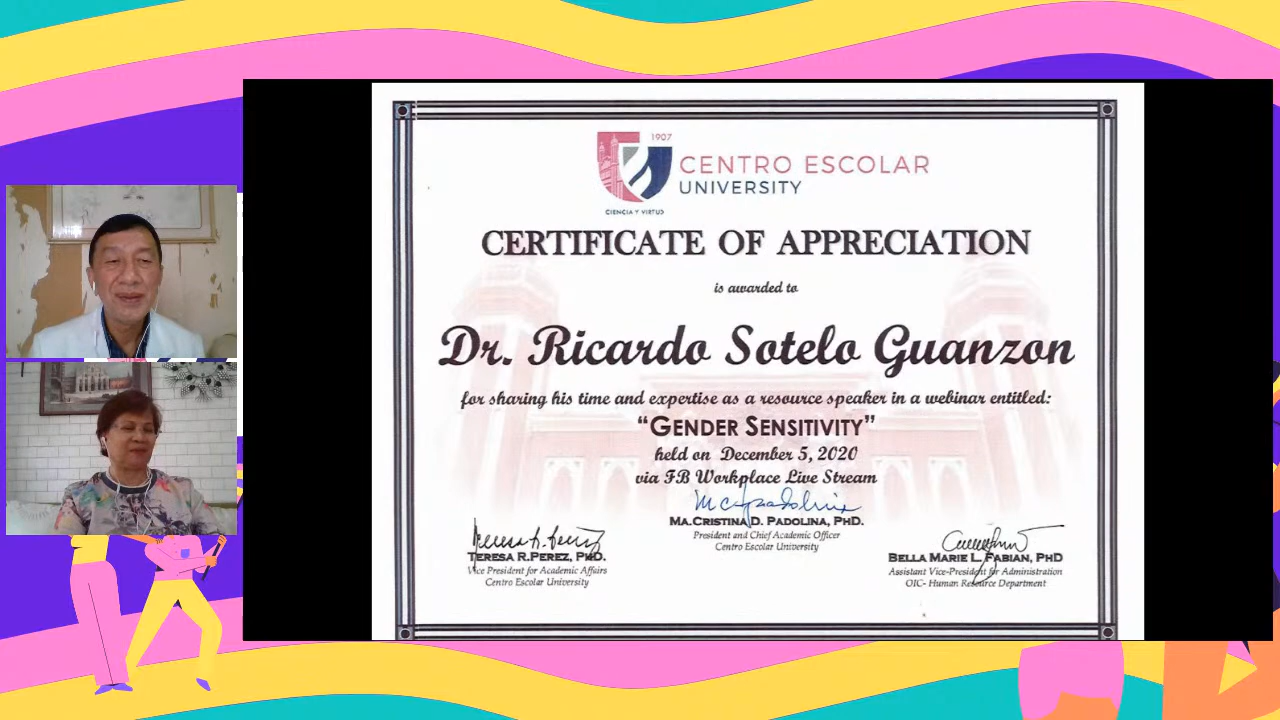 1907
CENTRO ESCOLAR
UNIVERSITY
CIENCIA Y VIRTUD
CERTIFICATE OF APPRECIATION
is awarded to
Dr. Ricardo Sotelo Guanzon
for sharing his time and expertise as a resource speaker in a webinar entitled:
“GENDER SENSITIVITY”
held on December 5, 2020
via FB Workplace Live Stream
MA.CRISTINA D. PADOLINA, PhD.
President and Chief Academic Officer
Centro Escolar University
TERESA R.PEREZ, PhD.
Vice President for Academic Affairs
Centro Escolar University
BELLA MARIE L. FABIAN, PhD
Assistant Vice-President for Administration
OIC- Human Resource Department